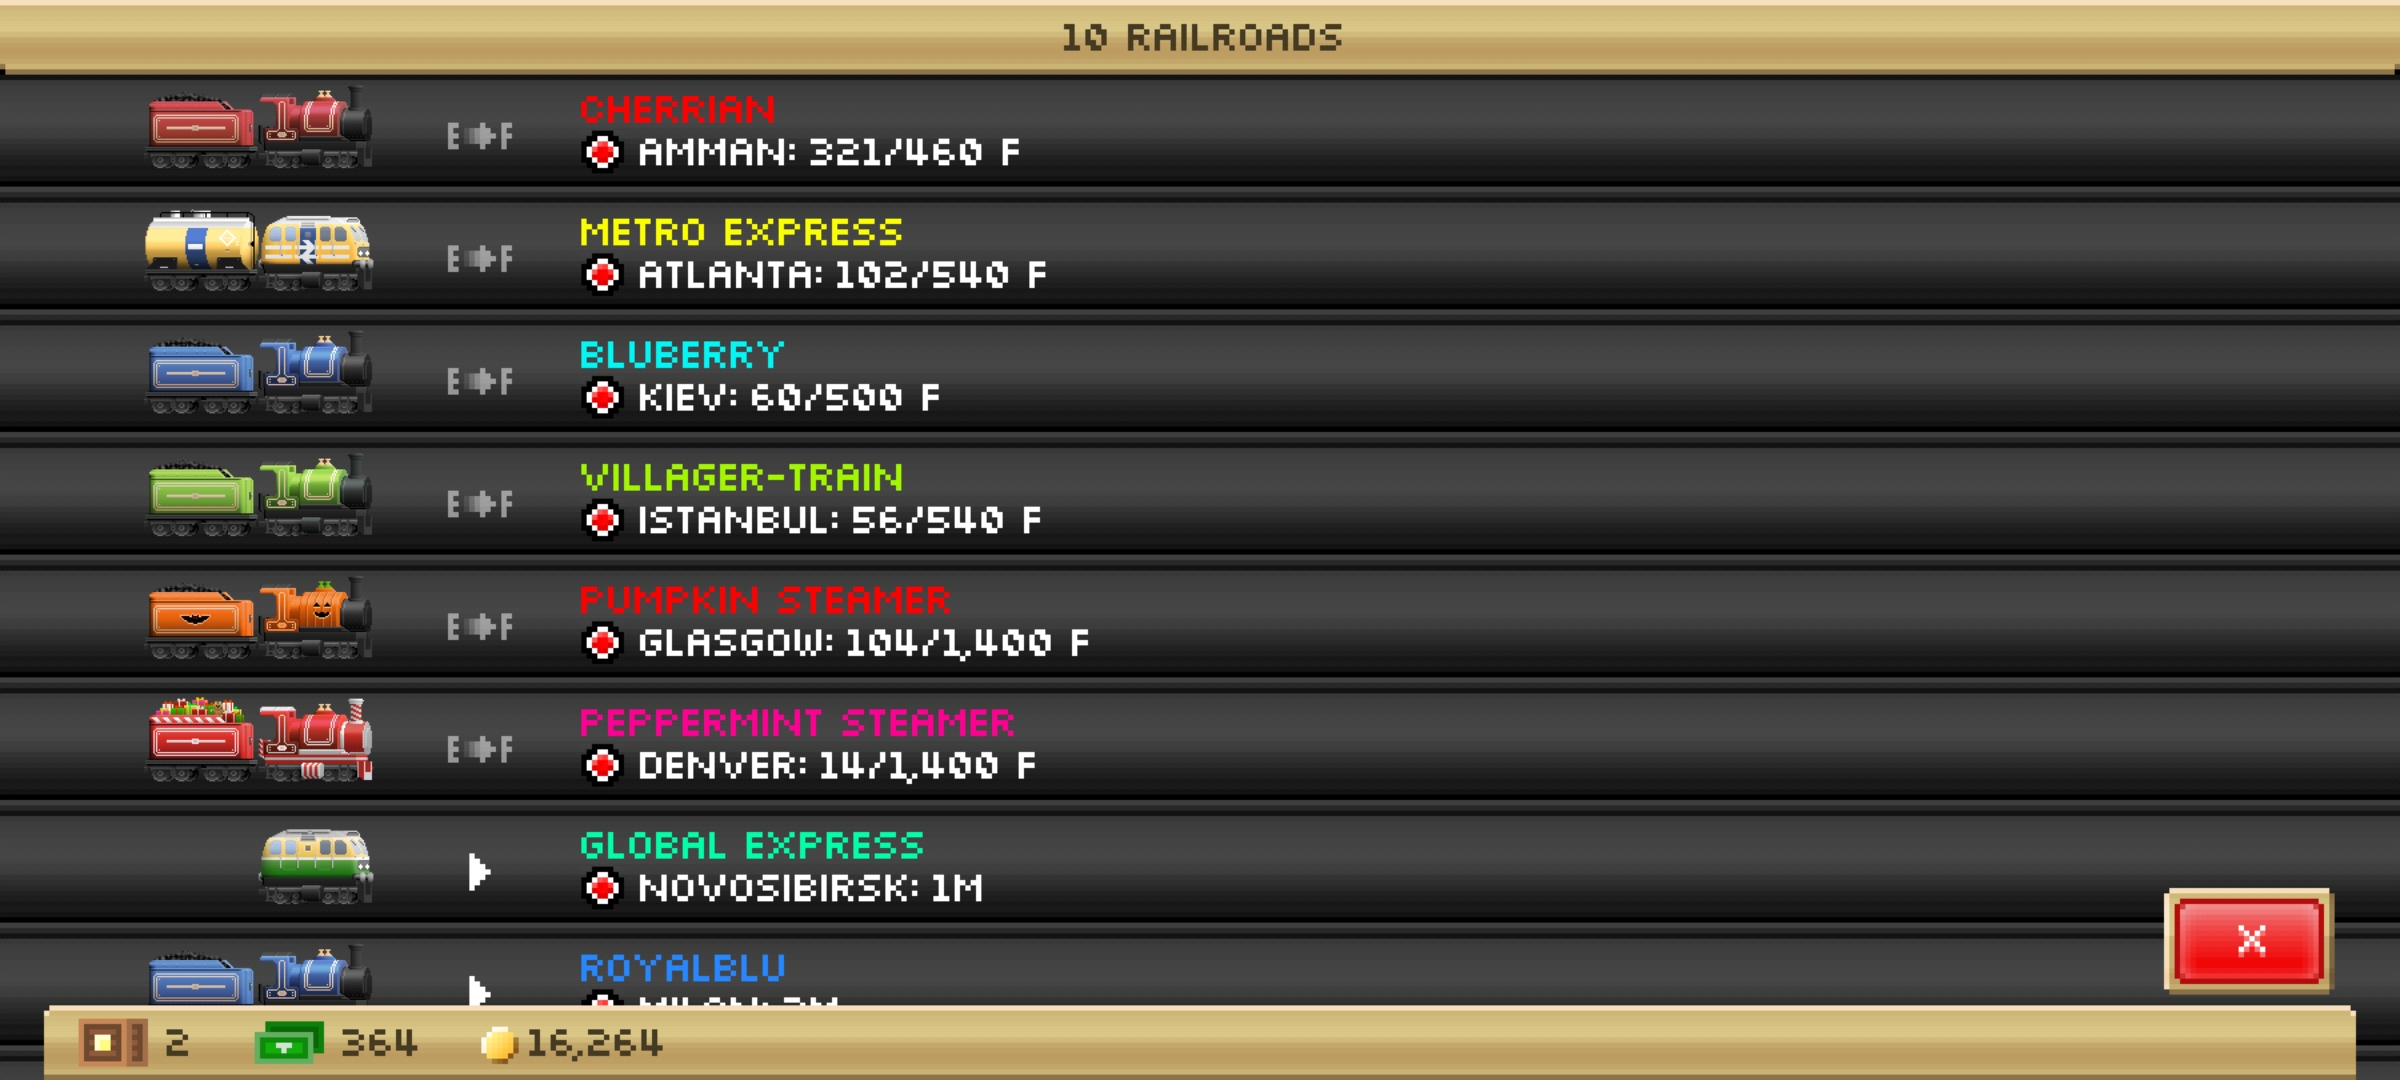 10 RAILROADS
CHERRIAN
E F AMMAN: 321/460 F
METRO EXPRESS
E F ATLANTA: 102/540 F
BLUBERRY
E F KIEV: 60/500 F
VILLAGER-TRAIN
E F ISTANBUL: 56/540 F
PUMPKIN STEAMER
E F GLASGOW: 104/1,400 F
PEPPERMINT STEAMER
E F DENVER: 14/1,400 F
GLOBAL EXPRESS
NOVOSIBIRSK: 1M
ROYALBLU
X
2 364 16,264